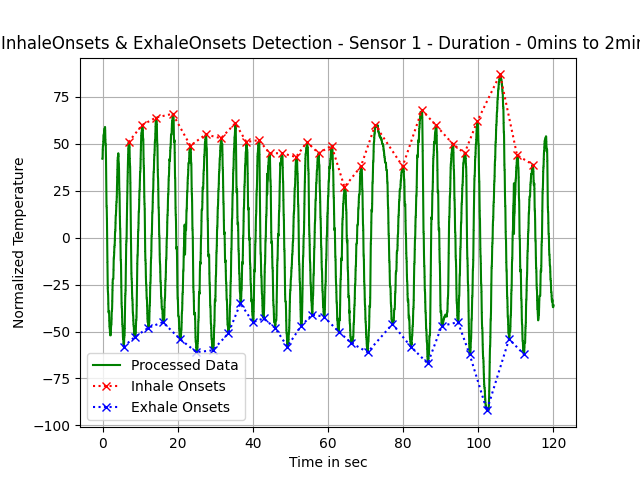 InhaleOnsets & ExhaleOnsets Detection - Sensor 1 - Duration - 0mins to 2min
Normalized Temperature
75
50
25
0
−25
−50
−75
−100
Processed Data
Inhale Onsets
Exhale Onsets
0 20 40 60 80 100 120
Time in sec